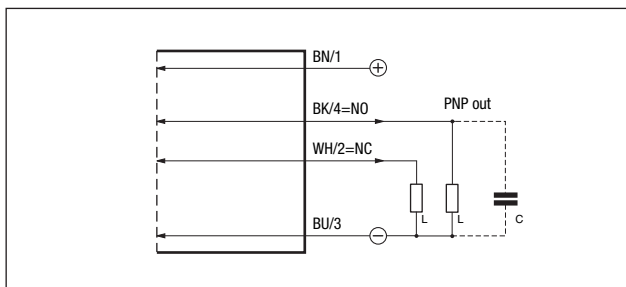 BN/1
+
BK/4=NO
PNP out
WH/2=NC
L
L
C
BU/3
−